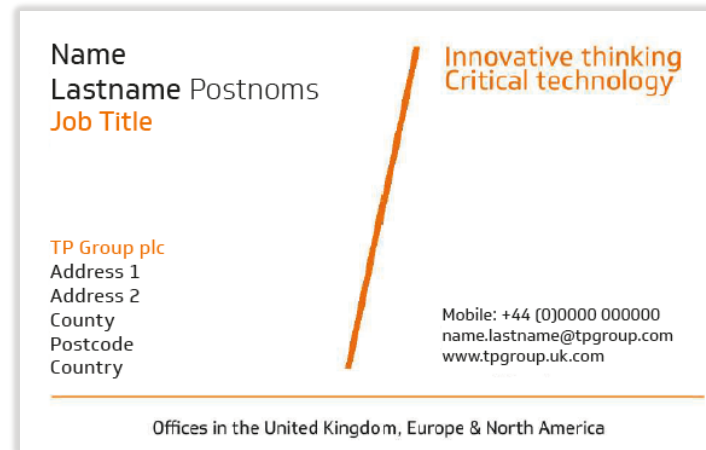 Name
Lastname Postnoms
Job Title
Innovative thinking
Critical technology
TP Group plc
Address 1
Address 2
County
Postcode
Country
Mobile: +44 (0)0000 000000
name.lastname@tpgroup.com
www.tpgroup.uk.com
Offices in the United Kingdom, Europe & North America